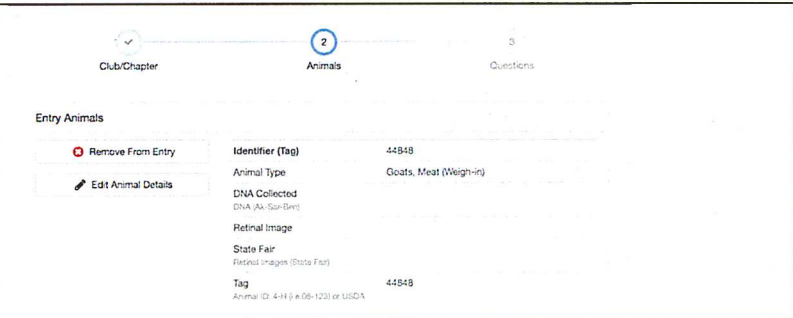 2 3
Club/Chapter Animals Questions
Entry Animals
Remove From Entry Identifier (Tag) 44848
Edit Animal Details Animal Type Goats, Meat (Weigh-in)
DNA Collected
DNA (Ak-Sar-Ben)
Retinal Image
State Fair
Retinal Images (State Fair)
Tag 44848
Animal ID: 4-H (i.e.06-123) or USDA